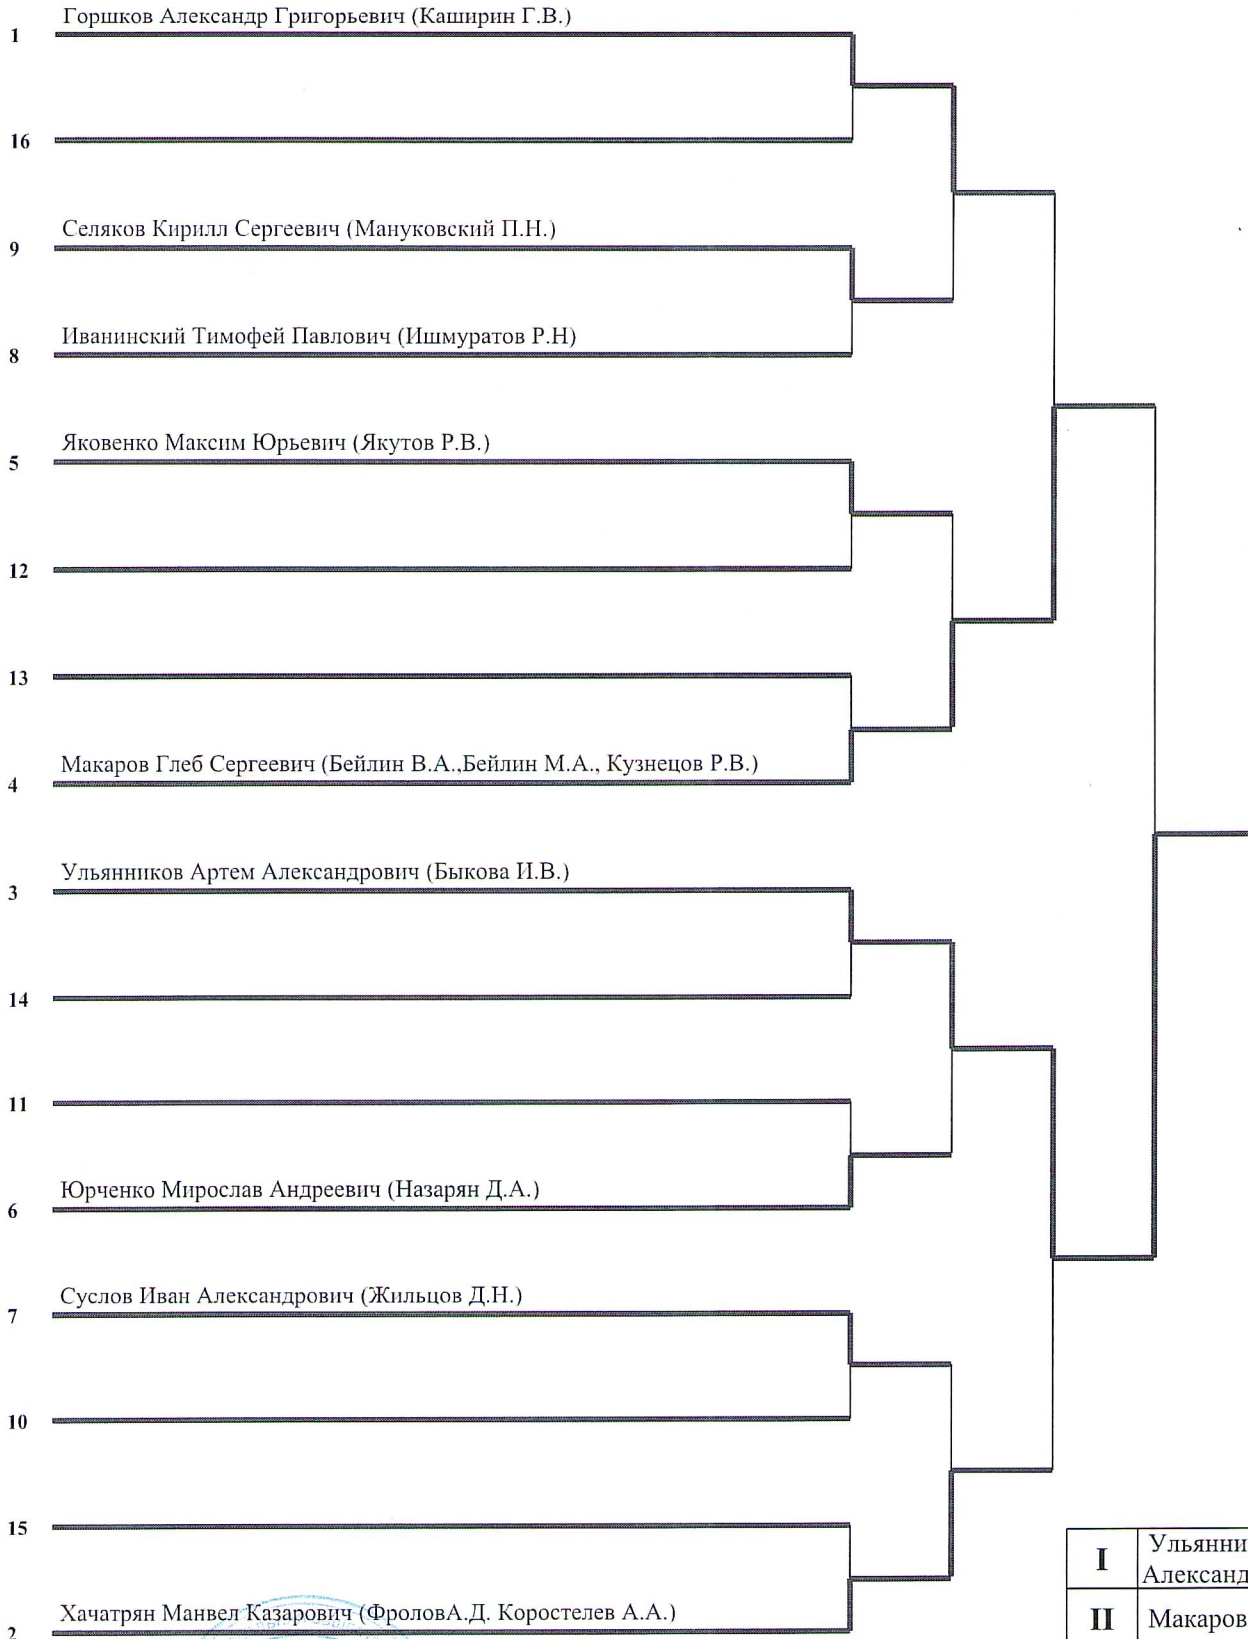 Горшков Александр Григорьевич (Каширин Г.В.)
1
16
Селяков Кирилл Сергеевич (Мануковский П.Н.)
9
Иванинский Тимофей Павлович (Ишмуратов Р.Н)
8
Яковенко Максим Юрьевич (Якутов Р.В.)
5
12
13
Макаров Глеб Сергеевич (Бейлин В.А.,Бейлин М.А., Кузнецов Р.В.)
4
Ульянников Артем Александрович (Быкова И.В.)
3
14
11
Юрченко Мирослав Андреевич (Назарян Д.А.)
6
Суслов Иван Александрович (Жильцов Д.Н.)
7
10
15
I Ульянни
Александ
Хачатрян Манвел Казарович (ФроловА.Д. Коростелев А.А.)
II Макаров
2